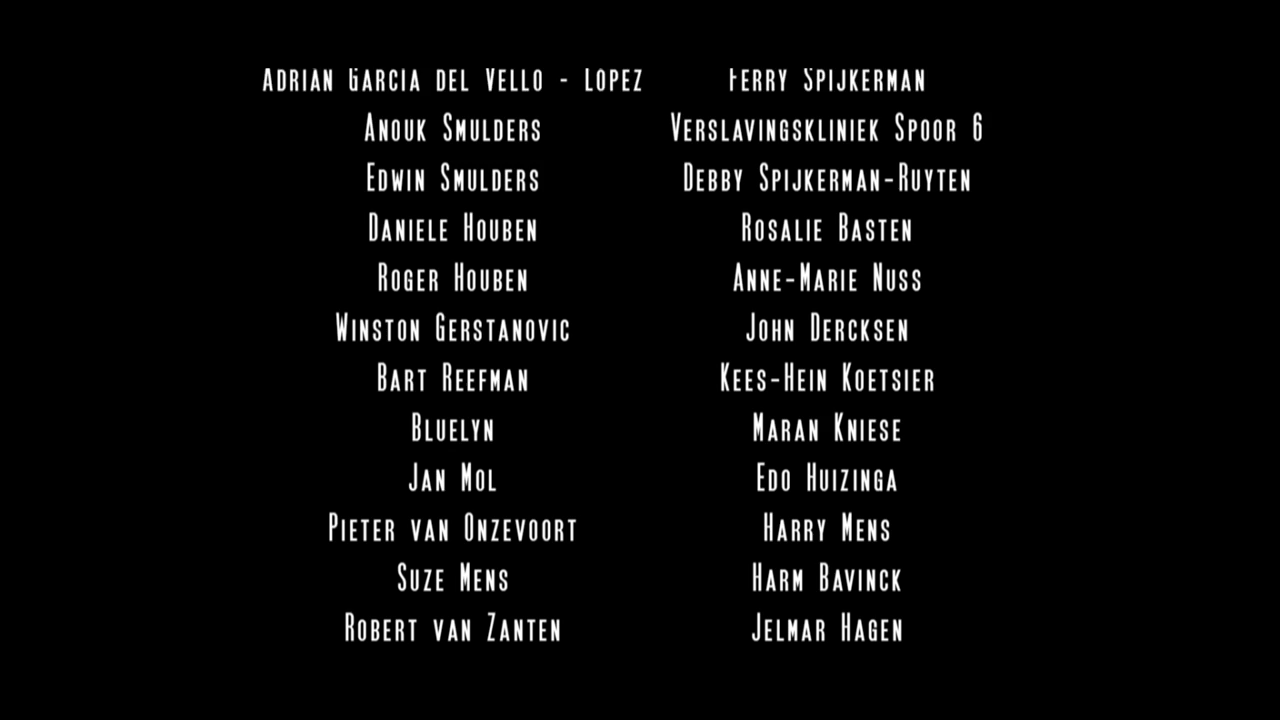 Adrian Garcia del Vello - Lopez
Ferry Spijkerman
Anouk Smulders
Verslavingskliniek Spoor 6
Edwin Smulders
Debby Spijkerman-Ruyten
Daniele Houben
Rosalie Basten
Roger Houben
Anne-Marie Nuss
Winston Gerstanovic
John Dercksen
Bart Reefman
Kees-Hein Koetsier
Bluelyn
Maran Kniese
Jan Mol
Edo Huizinga
Pieter van Onzevoort
Harry Mens
Suze Mens
Harm Bavinck
Robert van Zanten
Jelmar Hagen